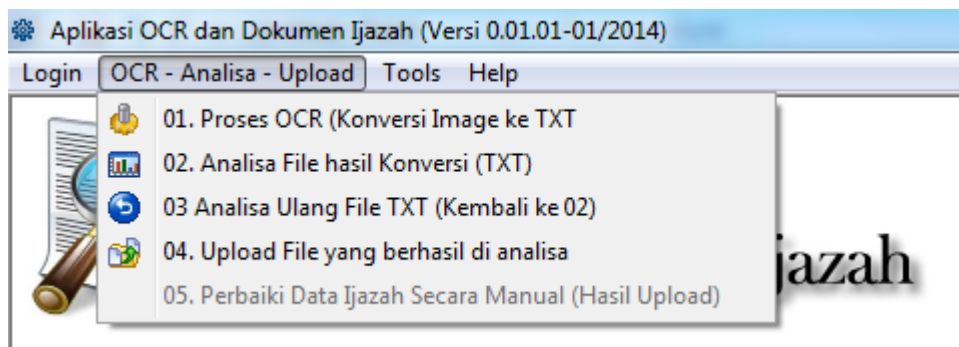 Aplikasi OCR dan Dokumen Ijazah (Versi 0.01.01-01/2014)
Login OCR - Analisa - Upload Tools Help
01. Proses OCR (Konversi Image ke TXT
02. Analisa File hasil Konversi (TXT)
03 Analisa Ulang File TXT (Kembali ke 02)
04. Upload File yang berhasil di analisa
jazah
05. Perbaiki Data Ijazah Secara Manual (Hasil Upload)